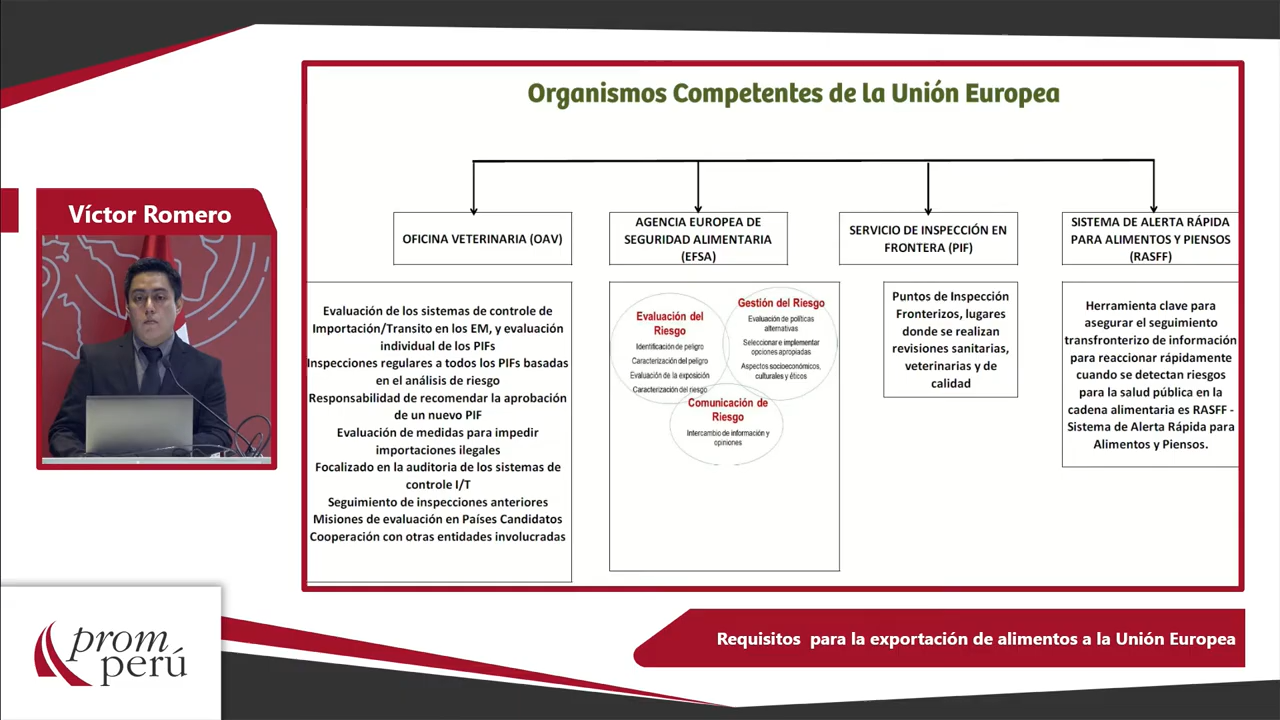 Organismos Competentes de la Unión Europea
Víctor Romero
OFICINA VETERINARIA (OAV)
AGENCIA EUROPEA DE
SEGURIDAD ALIMENTARIA
(EFSA)
SERVICIO DE INSPECCIÓN EN
FRONTERA (PIF)
SISTEMA DE ALERTA RÁPIDA
PARA ALIMENTOS Y PIENSOS
(RASFF)
Evaluación de los sistemas de controle de
Importación/Transito en los EM, y evaluación
individual de los PIFs
Inspecciones regulares a todos los PIFs basadas
en el análisis de riesgo
Responsabilidad de recomendar la aprobación
de un nuevo PIF
Evaluación de medidas para impedir
importaciones ilegales
Focalizado en la auditoria de los sistemas de
controle I/T
Seguimiento de inspecciones anteriores
Misiones de evaluación en Países Candidatos
Cooperación con otras entidades involucradas
Evaluación del
Riesgo
Identificación de peligro
Caracterización del peligro
Evaluación de la exposición
Caracterización del riesgo
Gestión del Riesgo
Evaluación de políticas
alternativas
Seleccionar e implementar
opciones apropiadas
Aspectos socioeconómicos,
culturales y éticos
Comunicación de
Riesgo
Intercambio de información y
opiniones
Puntos de Inspección
Fronterizos, lugares
donde se realizan
revisiones sanitarias,
veterinarias y de
calidad
Herramienta clave para
asegurar el seguimiento
transfronterizo de información
para reaccionar rápidamente
cuando se detectan riesgos
para la salud pública en la
cadena alimentaria es RASFF -
Sistema de Alerta Rápida para
Alimentos y Piensos.
prom
perú
Requisitos para la exportación de alimentos a la Unión Europea